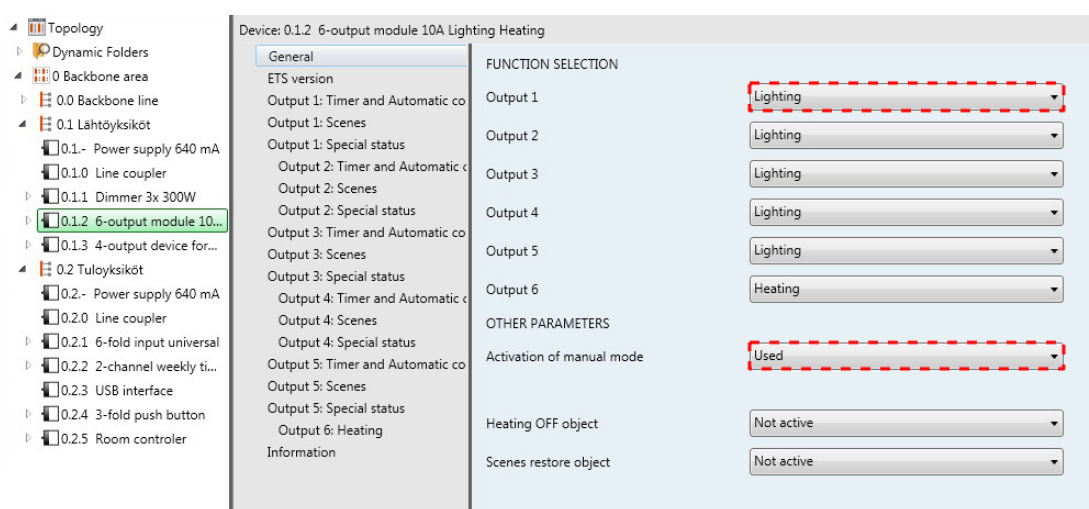 Topology
Dynamic Folders
0 Backbone area
0.0 Backbone line
0.1 Lähtöyksiköt
0.1.- Power supply 640 mA
0.1.0 Line coupler
0.1.1 Dimmer 3x 300W
0.1.2 6-output module 10...
0.1.3 4-output device for...
0.2 Tuloyksiköt
0.2.- Power supply 640 mA
0.2.0 Line coupler
0.2.1 6-fold input universal
0.2.2 2-channel weekly ti...
0.2.3 USB interface
0.2.4 3-fold push button
0.2.5 Room controler
Device: 0.1.2 6-output module 10A Lighting Heating
General
ETS version
Output 1: Timer and Automatic co
Output 1: Scenes
Output 1: Special status
Output 2: Timer and Automatic c
Output 2: Scenes
Output 2: Special status
Output 3: Timer and Automatic co
Output 3: Scenes
Output 3: Special status
Output 4: Timer and Automatic c
Output 4: Scenes
Output 4: Special status
Output 5: Timer and Automatic co
Output 5: Scenes
Output 5: Special status
Output 6: Heating
Information
FUNCTION SELECTION
Output 1 Lighting
Output 2 Lighting
Output 3 Lighting
Output 4 Lighting
Output 5 Lighting
Output 6 Heating
OTHER PARAMETERS
Activation of manual mode Used
Heating OFF object Not active
Scenes restore object Not active